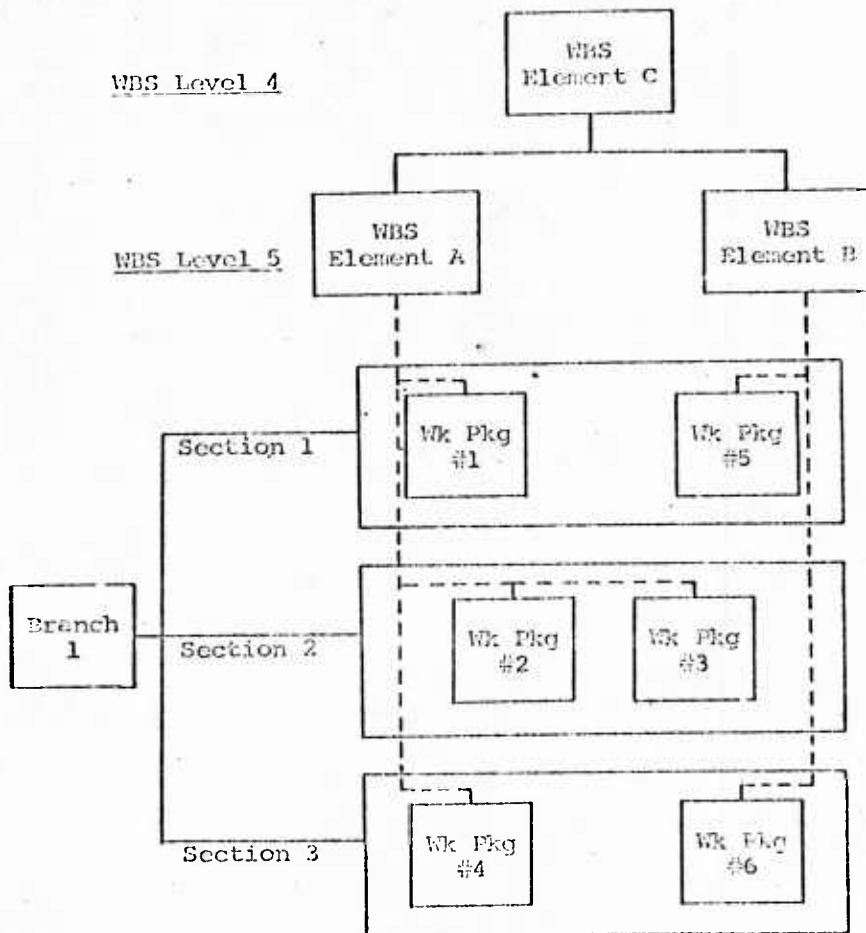 WBS
Element C
WBS Level 4
WBS
Element A
WBS
Element B
WBS Level 5
Wk Pkg
#1
Wk Pkg
#5
Section 1
Branch
1
Wk Pkg
#2
Wk Pkg
#3
Section 2
Wk Pkg
#4
Wk Pkg
#6
Section 3